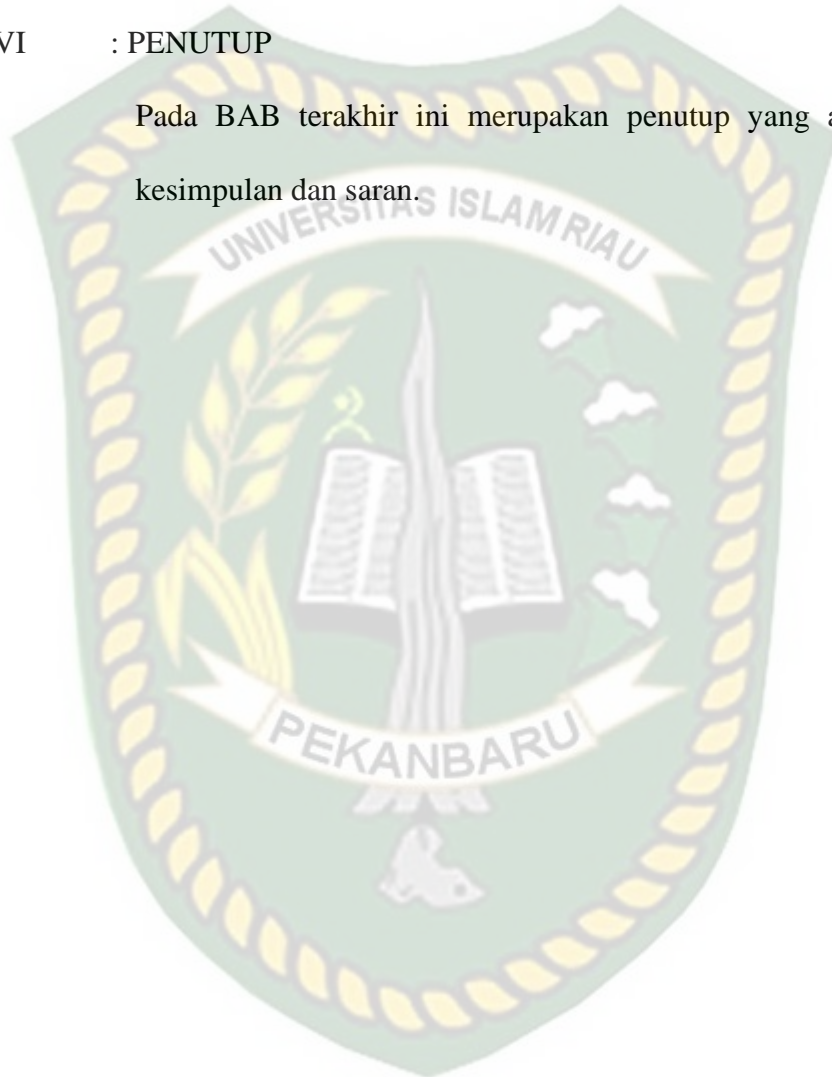 VI : PENUTUP
Pada BAB terakhir ini merupakan penutup yang a
kesimpulan dan saran.
UNIVERSITAS ISLAM RIAU
PEKANBARU